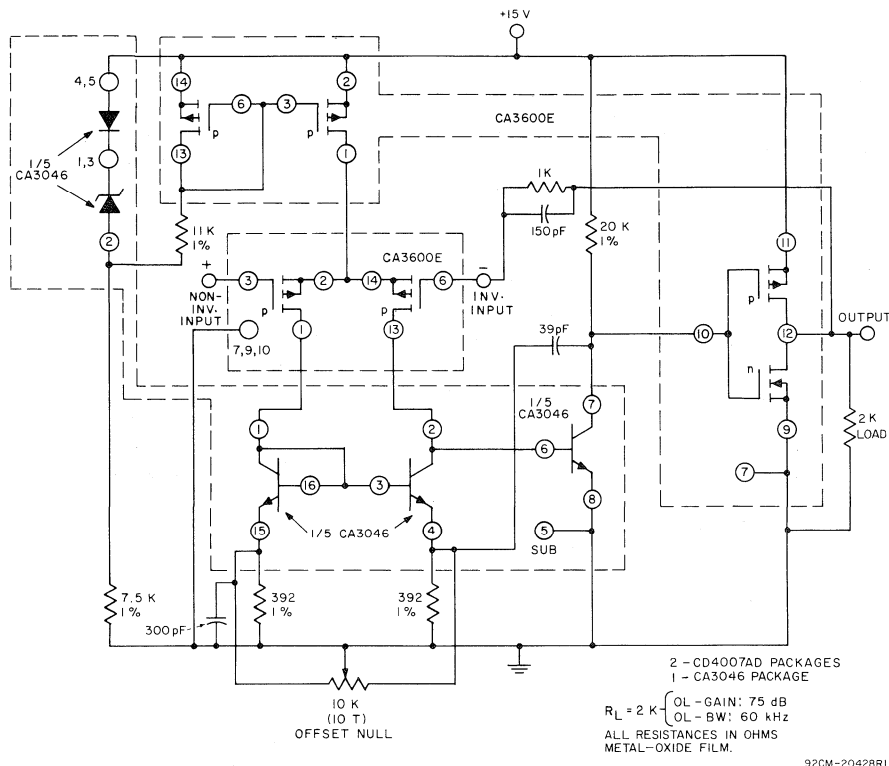 +15 V
4,5
14
2
6
3
p
p
CA3600E
1/5
CA3046
1,3
13
1
2
11K
1%
1K
150pF
20 K
1%
11
CA3600E
+
3
2
14
6
−
NON-
INV.
INPUT
p
p
INV.
INPUT
1
13
7,9,10
39pF
p
10
12
OUTPUT
n
1/5
CA3046
7
9
2K
LOAD
1
2
6
7
16
3
8
15
1/5 CA3046
4
5
SUB
7.5 K
1%
392
1%
392
1%
300pF
10 K
(10 T)
OFFSET NULL
2 - CD4007AD PACKAGES
1 - CA3046 PACKAGE
RL = 2 K { OL-GAIN: 75 dB
OL-BW: 60 kHz
ALL RESISTANCES IN OHMS
METAL-OXIDE FILM.
92CM-20428R1